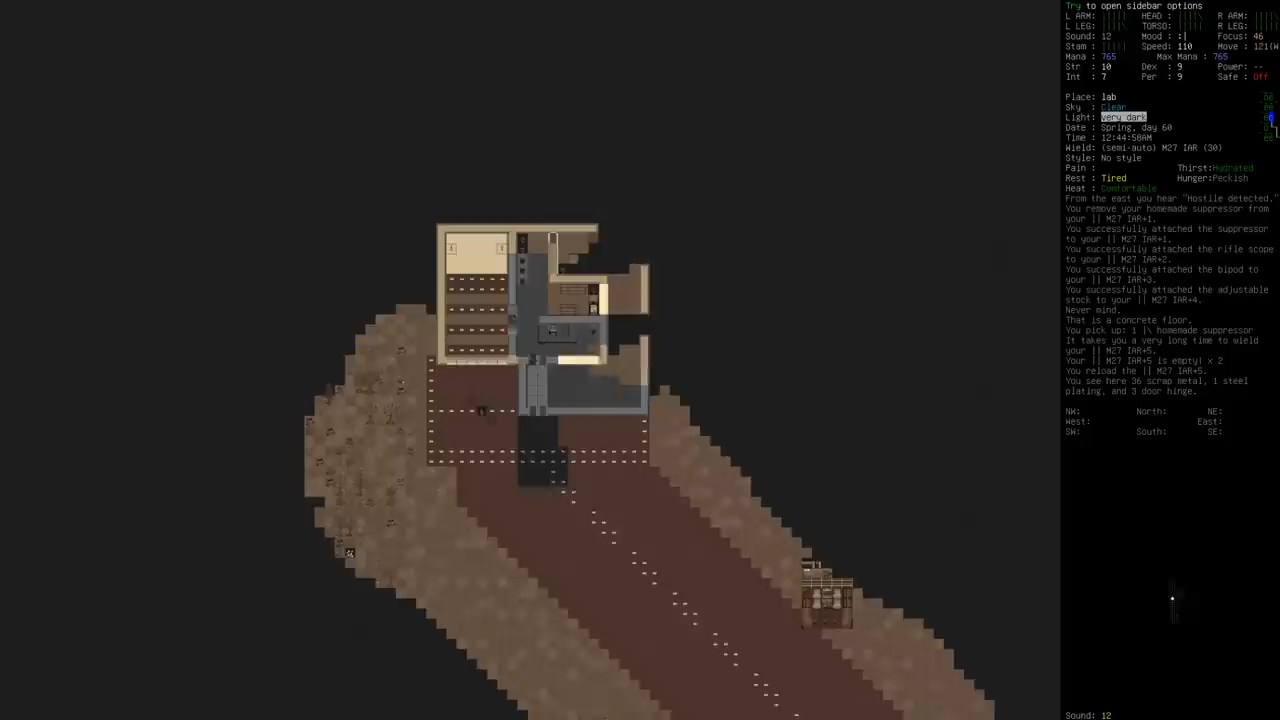 Try to open sidebar options
L ARM: ||||| HEAD : ||||\ R ARM: ||||
L LEG: ||||\ TORSO: ||||| R LEG: ||||
Sound: 12 Mood : :| Focus: 46
Stam : ||||| Speed: 110 Move : 121(W
Mana : 765 Max Mana : 765
Str : 10 Dex : 9 Power: --
Int : 7 Per : 9 Safe : Off
Place: lab
Sky : Clear
Light: very dark
Date : Spring, day 60
Time : 12:44:58AM
Wield: (semi-auto) M27 IAR (30)
Style: No style
Pain : Thirst:Hydrated
Rest : Tired Hunger:Peckish
Heat : Comfortable
From the east you hear "Hostile detected."
You remove your homemade suppressor from
your || M27 IAR+1.
You successfully attached the suppressor
to your || M27 IAR+1.
You successfully attached the rifle scope
to your || M27 IAR+2.
You successfully attached the bipod to
your || M27 IAR+3.
You successfully attached the adjustable
stock to your || M27 IAR+4.
Never mind.
That is a concrete floor.
You pick up: 1 |\ homemade suppressor
It takes you a very long time to wield
your || M27 IAR+5.
Your || M27 IAR+5 is empty! x 2
You reload the || M27 IAR+5.
You see here 36 scrap metal, 1 steel
plating, and 3 door hinge.
NW: North: NE:
West: East:
SW: South: SE:
Sound: 12